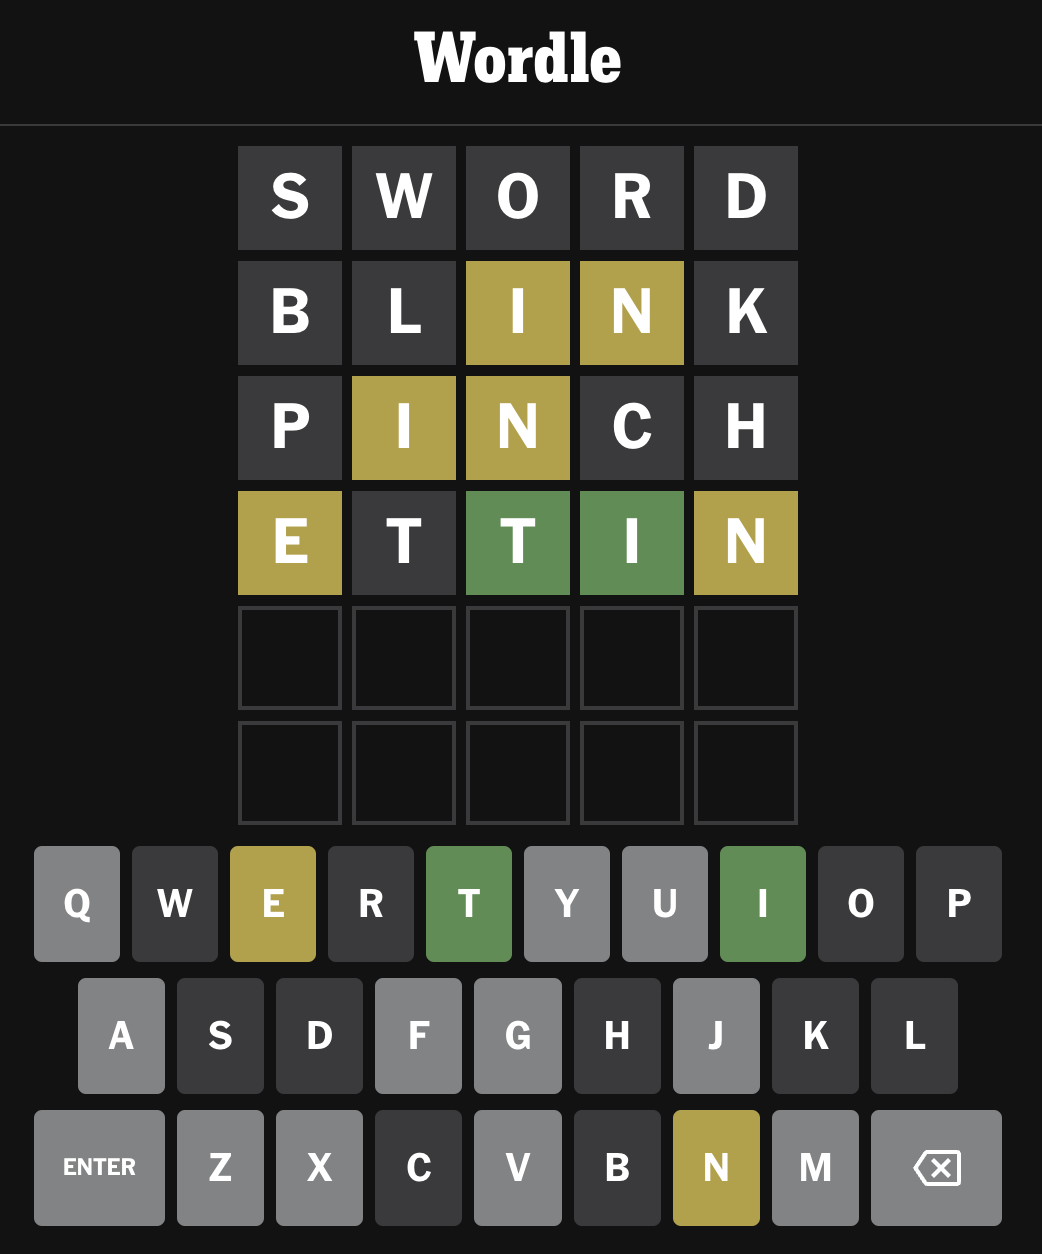 Wordle
S W O R D
B L I N K
P I N C H
E T T I N
Q W E R T Y U I O P
A S D F G H J K L
ENTER Z X C V B N M